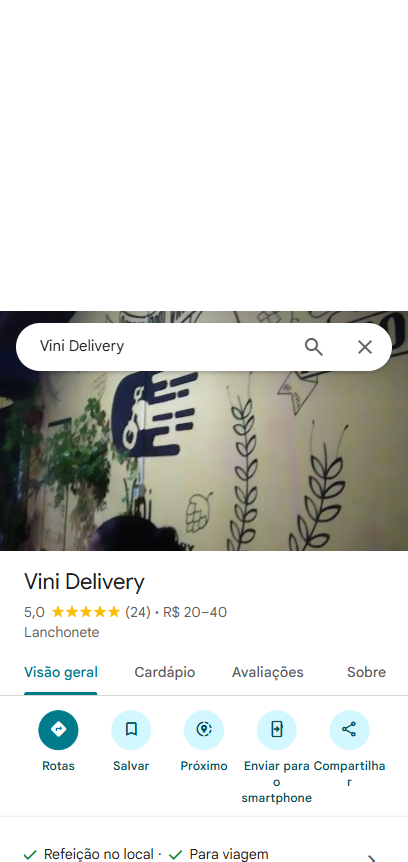 Vini Delivery
Vini Delivery
5,0 (24) • R$ 20–40
Lanchonete
Visão geral Cardápio Avaliações Sobre
Rotas Salvar Próximo Enviar para o smartphone Compartilhar
Refeição no local · Para viagem